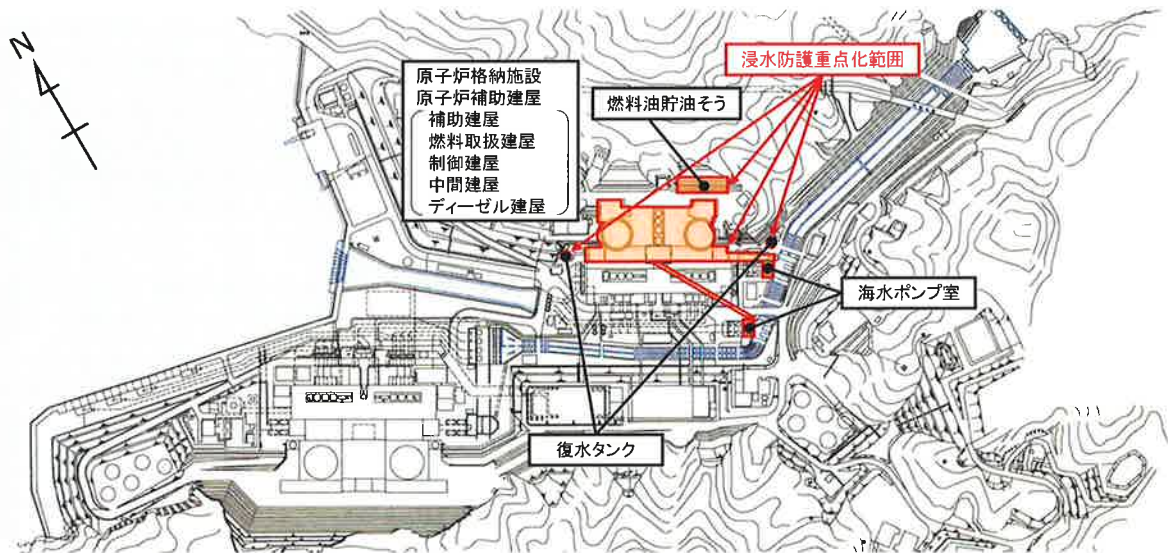 N
浸水防護重点化範囲
原子炉格納施設
原子炉補助建屋
補助建屋
燃料取扱建屋
制御建屋
中間建屋
ディーゼル建屋
燃料油貯油そう
海水ポンプ室
復水タンク